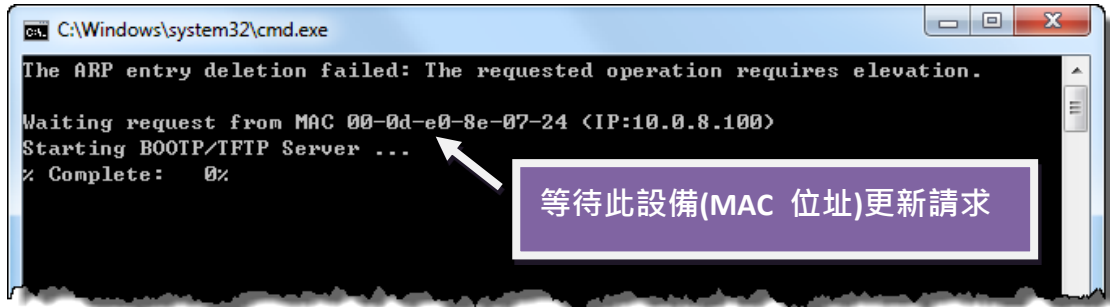 C:\Windows\system32\cmd.exe
The ARP entry deletion failed: The requested operation requires elevation.
Waiting request from MAC 00-0d-e0-8e-07-24 (IP:10.0.8.100)
Starting BOOTP/TFTP Server ...
% Complete:   0%
等待此設備(MAC 位址)更新請求